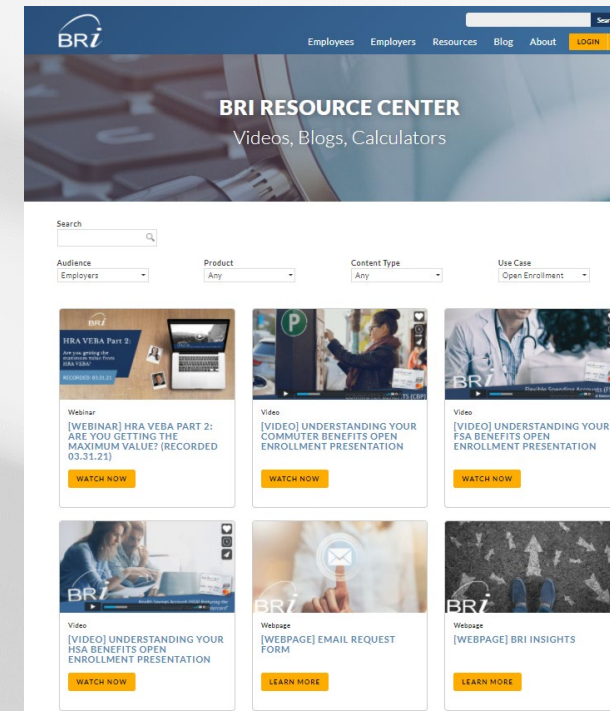 BRi
Employees Employers Resources Blog About LOGIN
BRI RESOURCE CENTER
Videos, Blogs, Calculators
Search
Audience Product Content Type Use Case
Employers Any Any Open Enrollment
BRi
HRA VEBA Part 2:
Are you getting the
maximum value from
HRA VEBA?
RECORDED 03.31.21
P
BRi
Flexible Spending Accounts
Webinar
[WEBINAR] HRA VEBA PART 2:
ARE YOU GETTING THE
MAXIMUM VALUE? (RECORDED
03.31.21)
WATCH NOW
Video
[VIDEO] UNDERSTANDING YOUR
COMMUTER BENEFITS OPEN
ENROLLMENT PRESENTATION
WATCH NOW
Video
[VIDEO] UNDERSTANDING YOUR
FSA BENEFITS OPEN
ENROLLMENT PRESENTATION
WATCH NOW
BRi
BRi
BRi
Video
[VIDEO] UNDERSTANDING YOUR
HSA BENEFITS OPEN
ENROLLMENT PRESENTATION
WATCH NOW
Webpage
[WEBPAGE] EMAIL REQUEST
FORM
LEARN MORE
Webpage
[WEBPAGE] BRI INSIGHTS
LEARN MORE